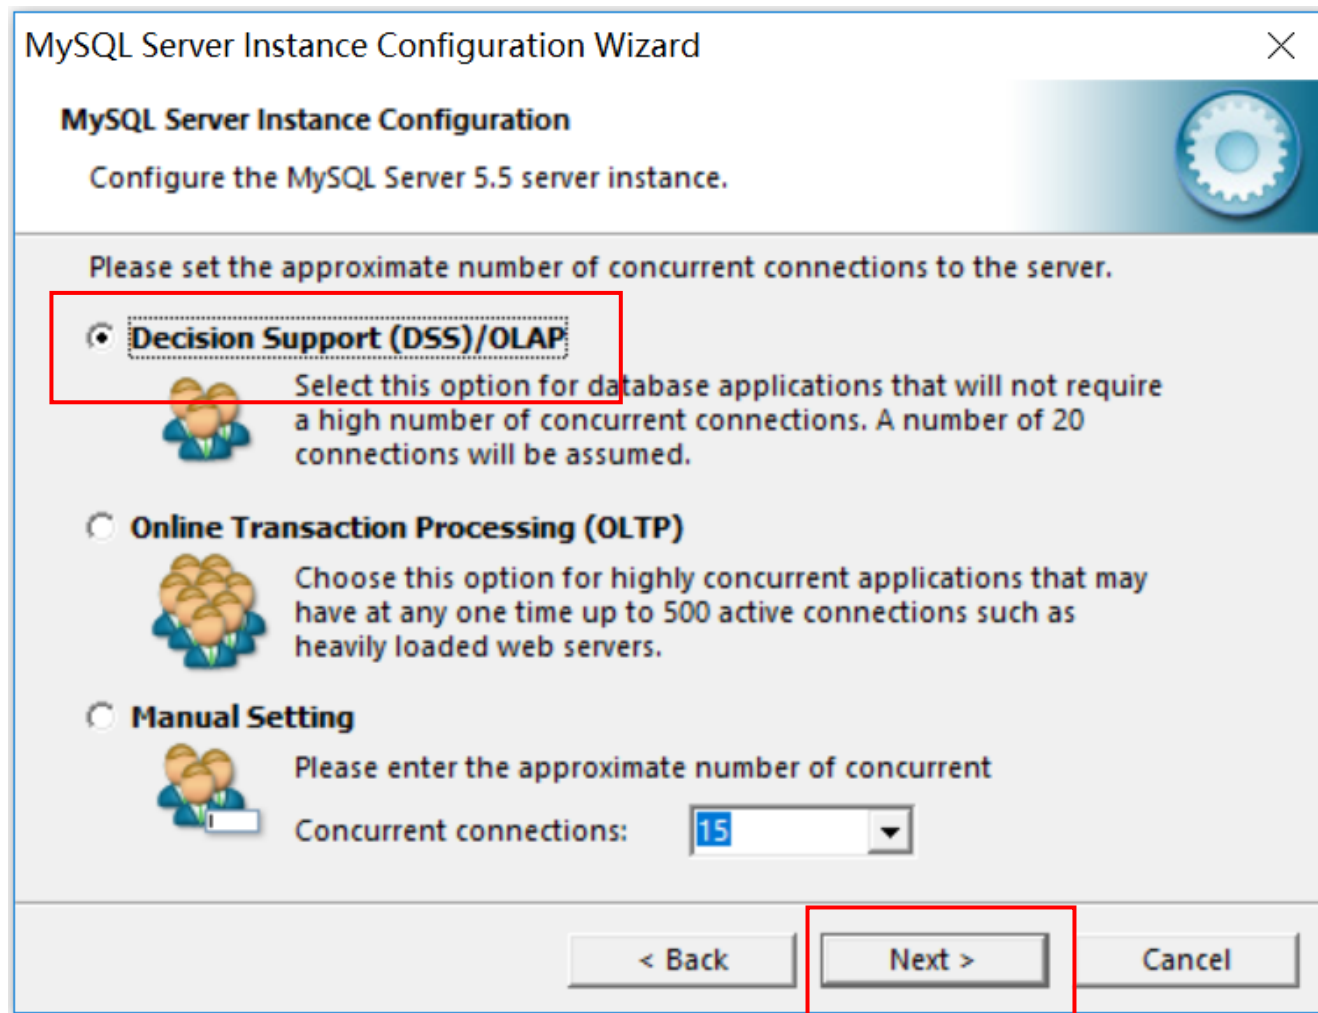 MySQL Server Instance Configuration Wizard
MySQL Server Instance Configuration
Configure the MySQL Server 5.5 server instance.
Please set the approximate number of concurrent connections to the server.
Decision Support (DSS)/OLAP
Select this option for database applications that will not require
a high number of concurrent connections. A number of 20
connections will be assumed.
Online Transaction Processing (OLTP)
Choose this option for highly concurrent applications that may
have at any one time up to 500 active connections such as
heavily loaded web servers.
Manual Setting
Please enter the approximate number of concurrent
Concurrent connections: 15
< Back Next > Cancel